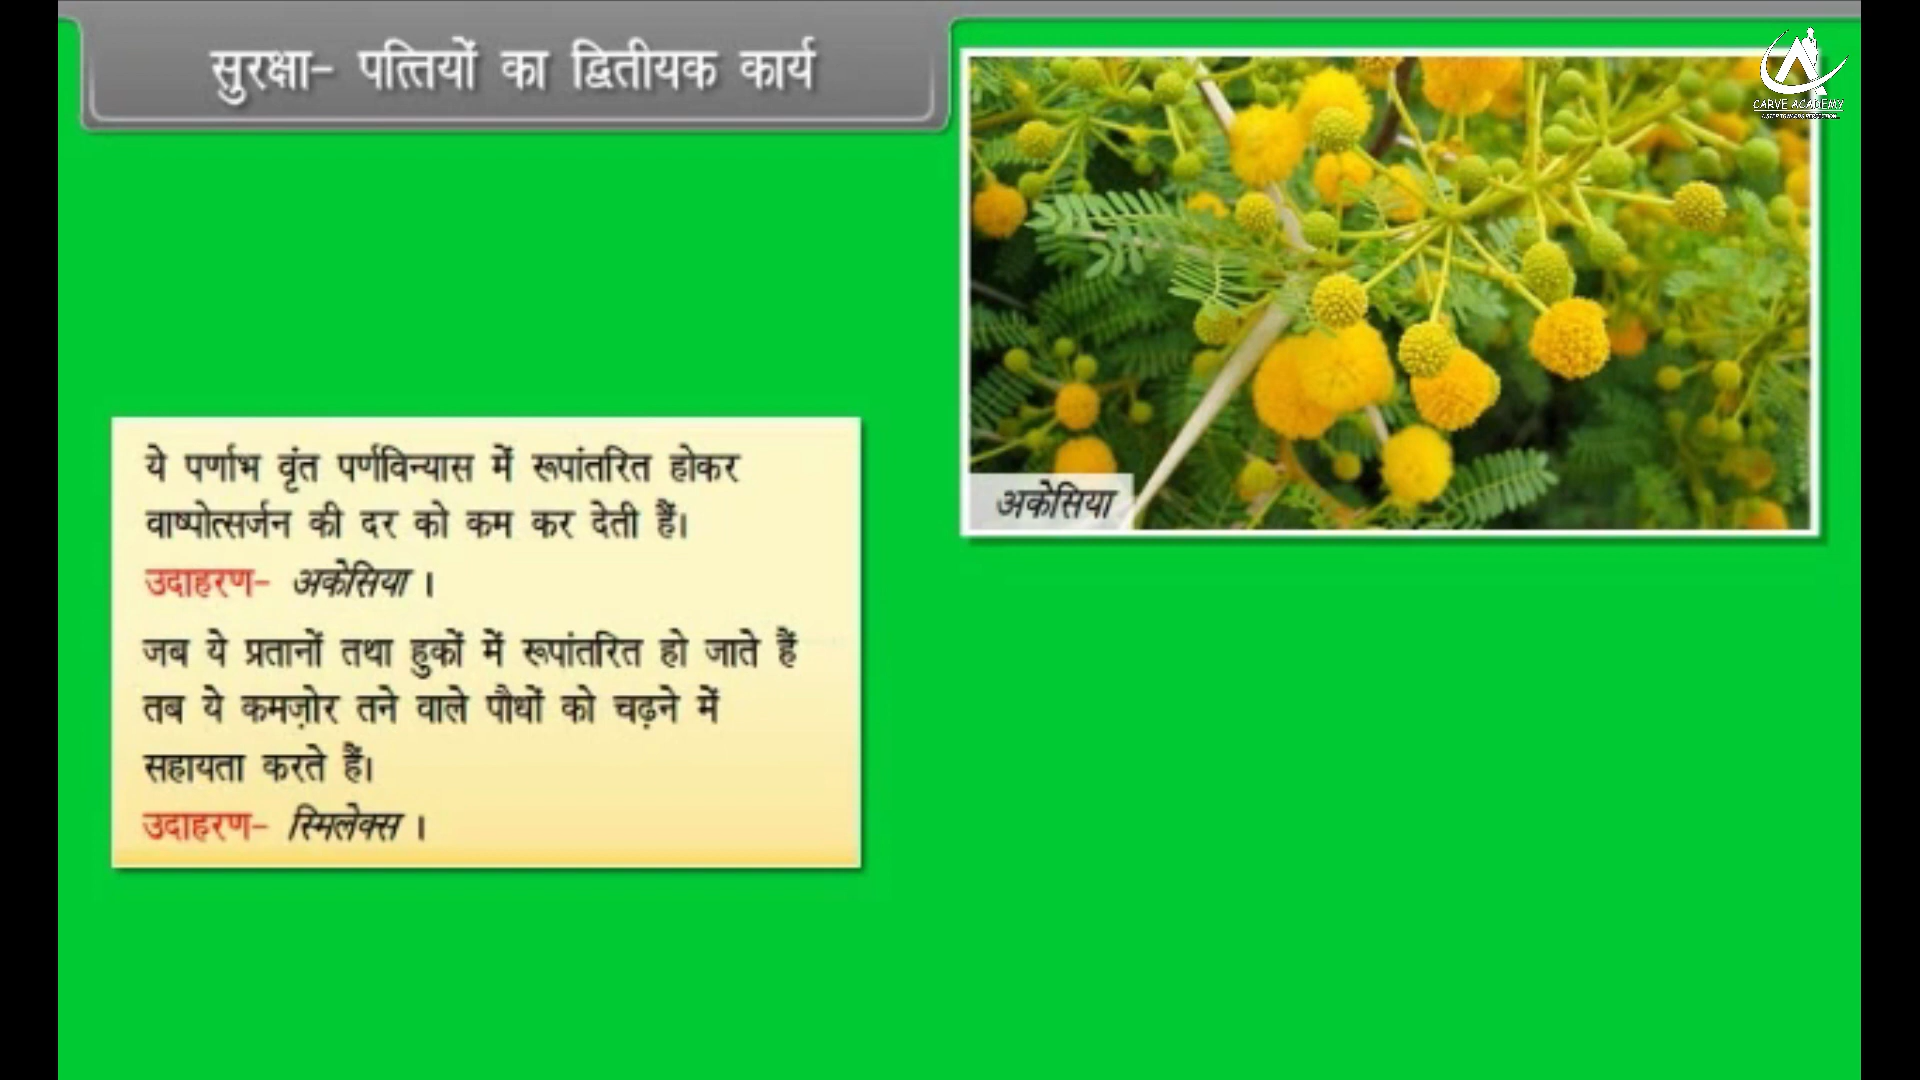 सुरक्षा- पत्तियों का द्वितीयक कार्य
CARVE ACADEMY
ये पर्णाभ वृंत पर्णविन्यास में रूपांतरित होकर
वाष्पोत्सर्जन की दर को कम कर देती हैं।
उदाहरण- अकेसिया ।
जब ये प्रतानों तथा हुकों में रूपांतरित हो जाते हैं
तब ये कमज़ोर तने वाले पौधों को चढ़ने में
सहायता करते हैं।
उदाहरण- स्मिलेक्स ।
अकेसिया